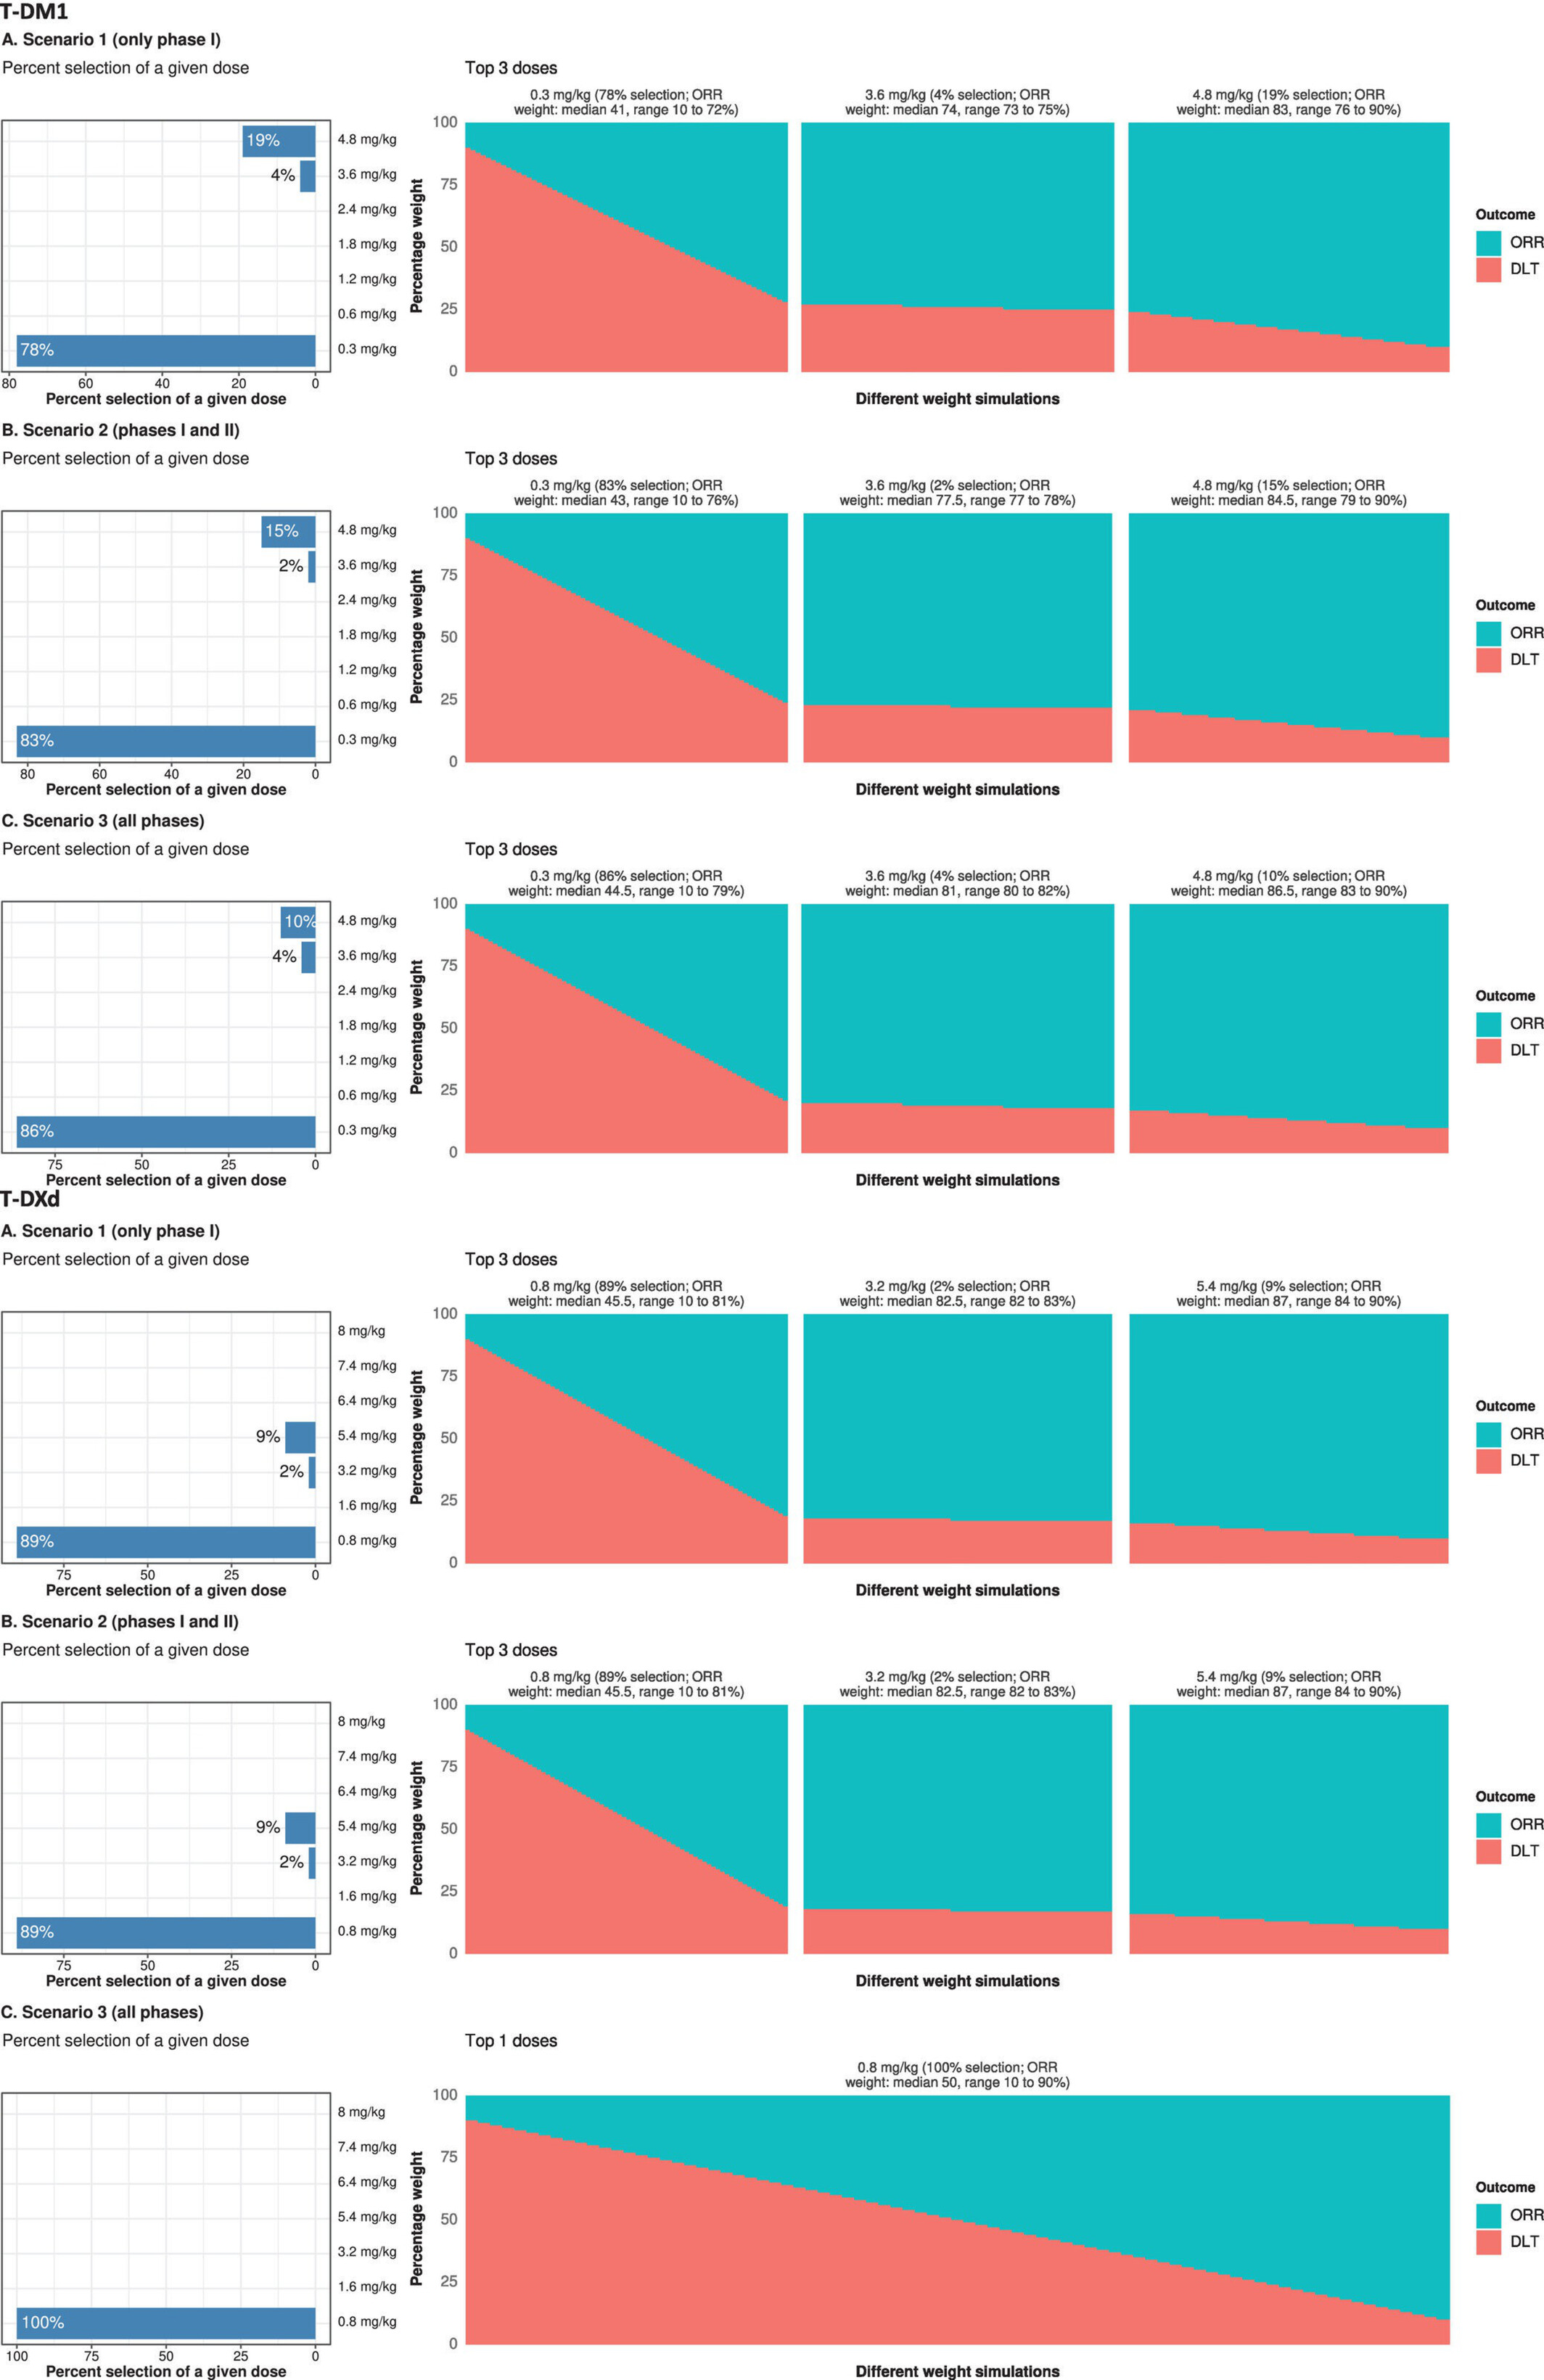 T-DM1
A. Scenario 1 (only phase I)
Percent selection of a given dose
Top 3 doses
0.3 mg/kg (78% selection; ORR
weight: median 41, range 10 to 72%)
3.6 mg/kg (4% selection; ORR
weight: median 74, range 73 to 75%)
4.8 mg/kg (19% selection; ORR
weight: median 83, range 76 to 90%)
19%
4%
78%
4.8 mg/kg
3.6 mg/kg
2.4 mg/kg
1.8 mg/kg
1.2 mg/kg
0.6 mg/kg
0.3 mg/kg
80 60 40 20 0
Percent selection of a given dose
Percentage weight
100
75
50
25
0
Different weight simulations
Outcome
ORR
DLT
B. Scenario 2 (phases I and II)
Percent selection of a given dose
Top 3 doses
0.3 mg/kg (83% selection; ORR
weight: median 43, range 10 to 76%)
3.6 mg/kg (2% selection; ORR
weight: median 77.5, range 77 to 78%)
4.8 mg/kg (15% selection; ORR
weight: median 84.5, range 79 to 90%)
15%
2%
83%
4.8 mg/kg
3.6 mg/kg
2.4 mg/kg
1.8 mg/kg
1.2 mg/kg
0.6 mg/kg
0.3 mg/kg
80 60 40 20 0
Percent selection of a given dose
Percentage weight
100
75
50
25
0
Different weight simulations
Outcome
ORR
DLT
C. Scenario 3 (all phases)
Percent selection of a given dose
Top 3 doses
0.3 mg/kg (86% selection; ORR
weight: median 44.5, range 10 to 79%)
3.6 mg/kg (4% selection; ORR
weight: median 81, range 80 to 82%)
4.8 mg/kg (10% selection; ORR
weight: median 86.5, range 83 to 90%)
10%
4%
86%
4.8 mg/kg
3.6 mg/kg
2.4 mg/kg
1.8 mg/kg
1.2 mg/kg
0.6 mg/kg
0.3 mg/kg
75 50 25 0
Percent selection of a given dose
Percentage weight
100
75
50
25
0
Different weight simulations
Outcome
ORR
DLT
T-DXd
A. Scenario 1 (only phase I)
Percent selection of a given dose
Top 3 doses
0.8 mg/kg (89% selection; ORR
weight: median 45.5, range 10 to 81%)
3.2 mg/kg (2% selection; ORR
weight: median 82.5, range 82 to 83%)
5.4 mg/kg (9% selection; ORR
weight: median 87, range 84 to 90%)
9%
2%
89%
8 mg/kg
7.4 mg/kg
6.4 mg/kg
5.4 mg/kg
3.2 mg/kg
1.6 mg/kg
0.8 mg/kg
75 50 25 0
Percent selection of a given dose
Percentage weight
100
75
50
25
0
Different weight simulations
Outcome
ORR
DLT
B. Scenario 2 (phases I and II)
Percent selection of a given dose
Top 3 doses
0.8 mg/kg (89% selection; ORR
weight: median 45.5, range 10 to 81%)
3.2 mg/kg (2% selection; ORR
weight: median 82.5, range 82 to 83%)
5.4 mg/kg (9% selection; ORR
weight: median 87, range 84 to 90%)
9%
2%
89%
8 mg/kg
7.4 mg/kg
6.4 mg/kg
5.4 mg/kg
3.2 mg/kg
1.6 mg/kg
0.8 mg/kg
75 50 25 0
Percent selection of a given dose
Percentage weight
100
75
50
25
0
Different weight simulations
Outcome
ORR
DLT
C. Scenario 3 (all phases)
Percent selection of a given dose
Top 1 doses
0.8 mg/kg (100% selection; ORR
weight: median 50, range 10 to 90%)
100%
8 mg/kg
7.4 mg/kg
6.4 mg/kg
5.4 mg/kg
3.2 mg/kg
1.6 mg/kg
0.8 mg/kg
100 75 50 25 0
Percent selection of a given dose
Percentage weight
100
75
50
25
0
Different weight simulations
Outcome
ORR
DLT